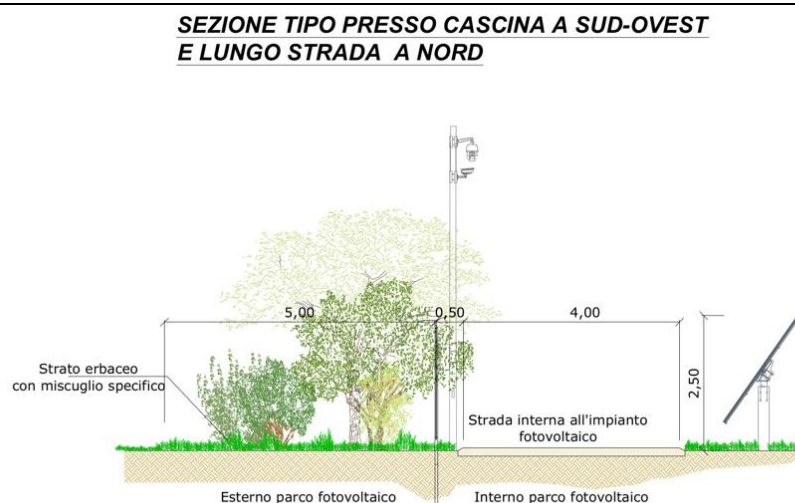 SEZIONE TIPO PRESSO CASCINA A SUD-OVEST
E LUNGO STRADA A NORD
5,00
0,50
4,00
2,50
Strato erbaceo
con miscuglio specifico
Strada interna all'impianto
fotovoltaico
Esterno parco fotovoltaico
Interno parco fotovoltaico